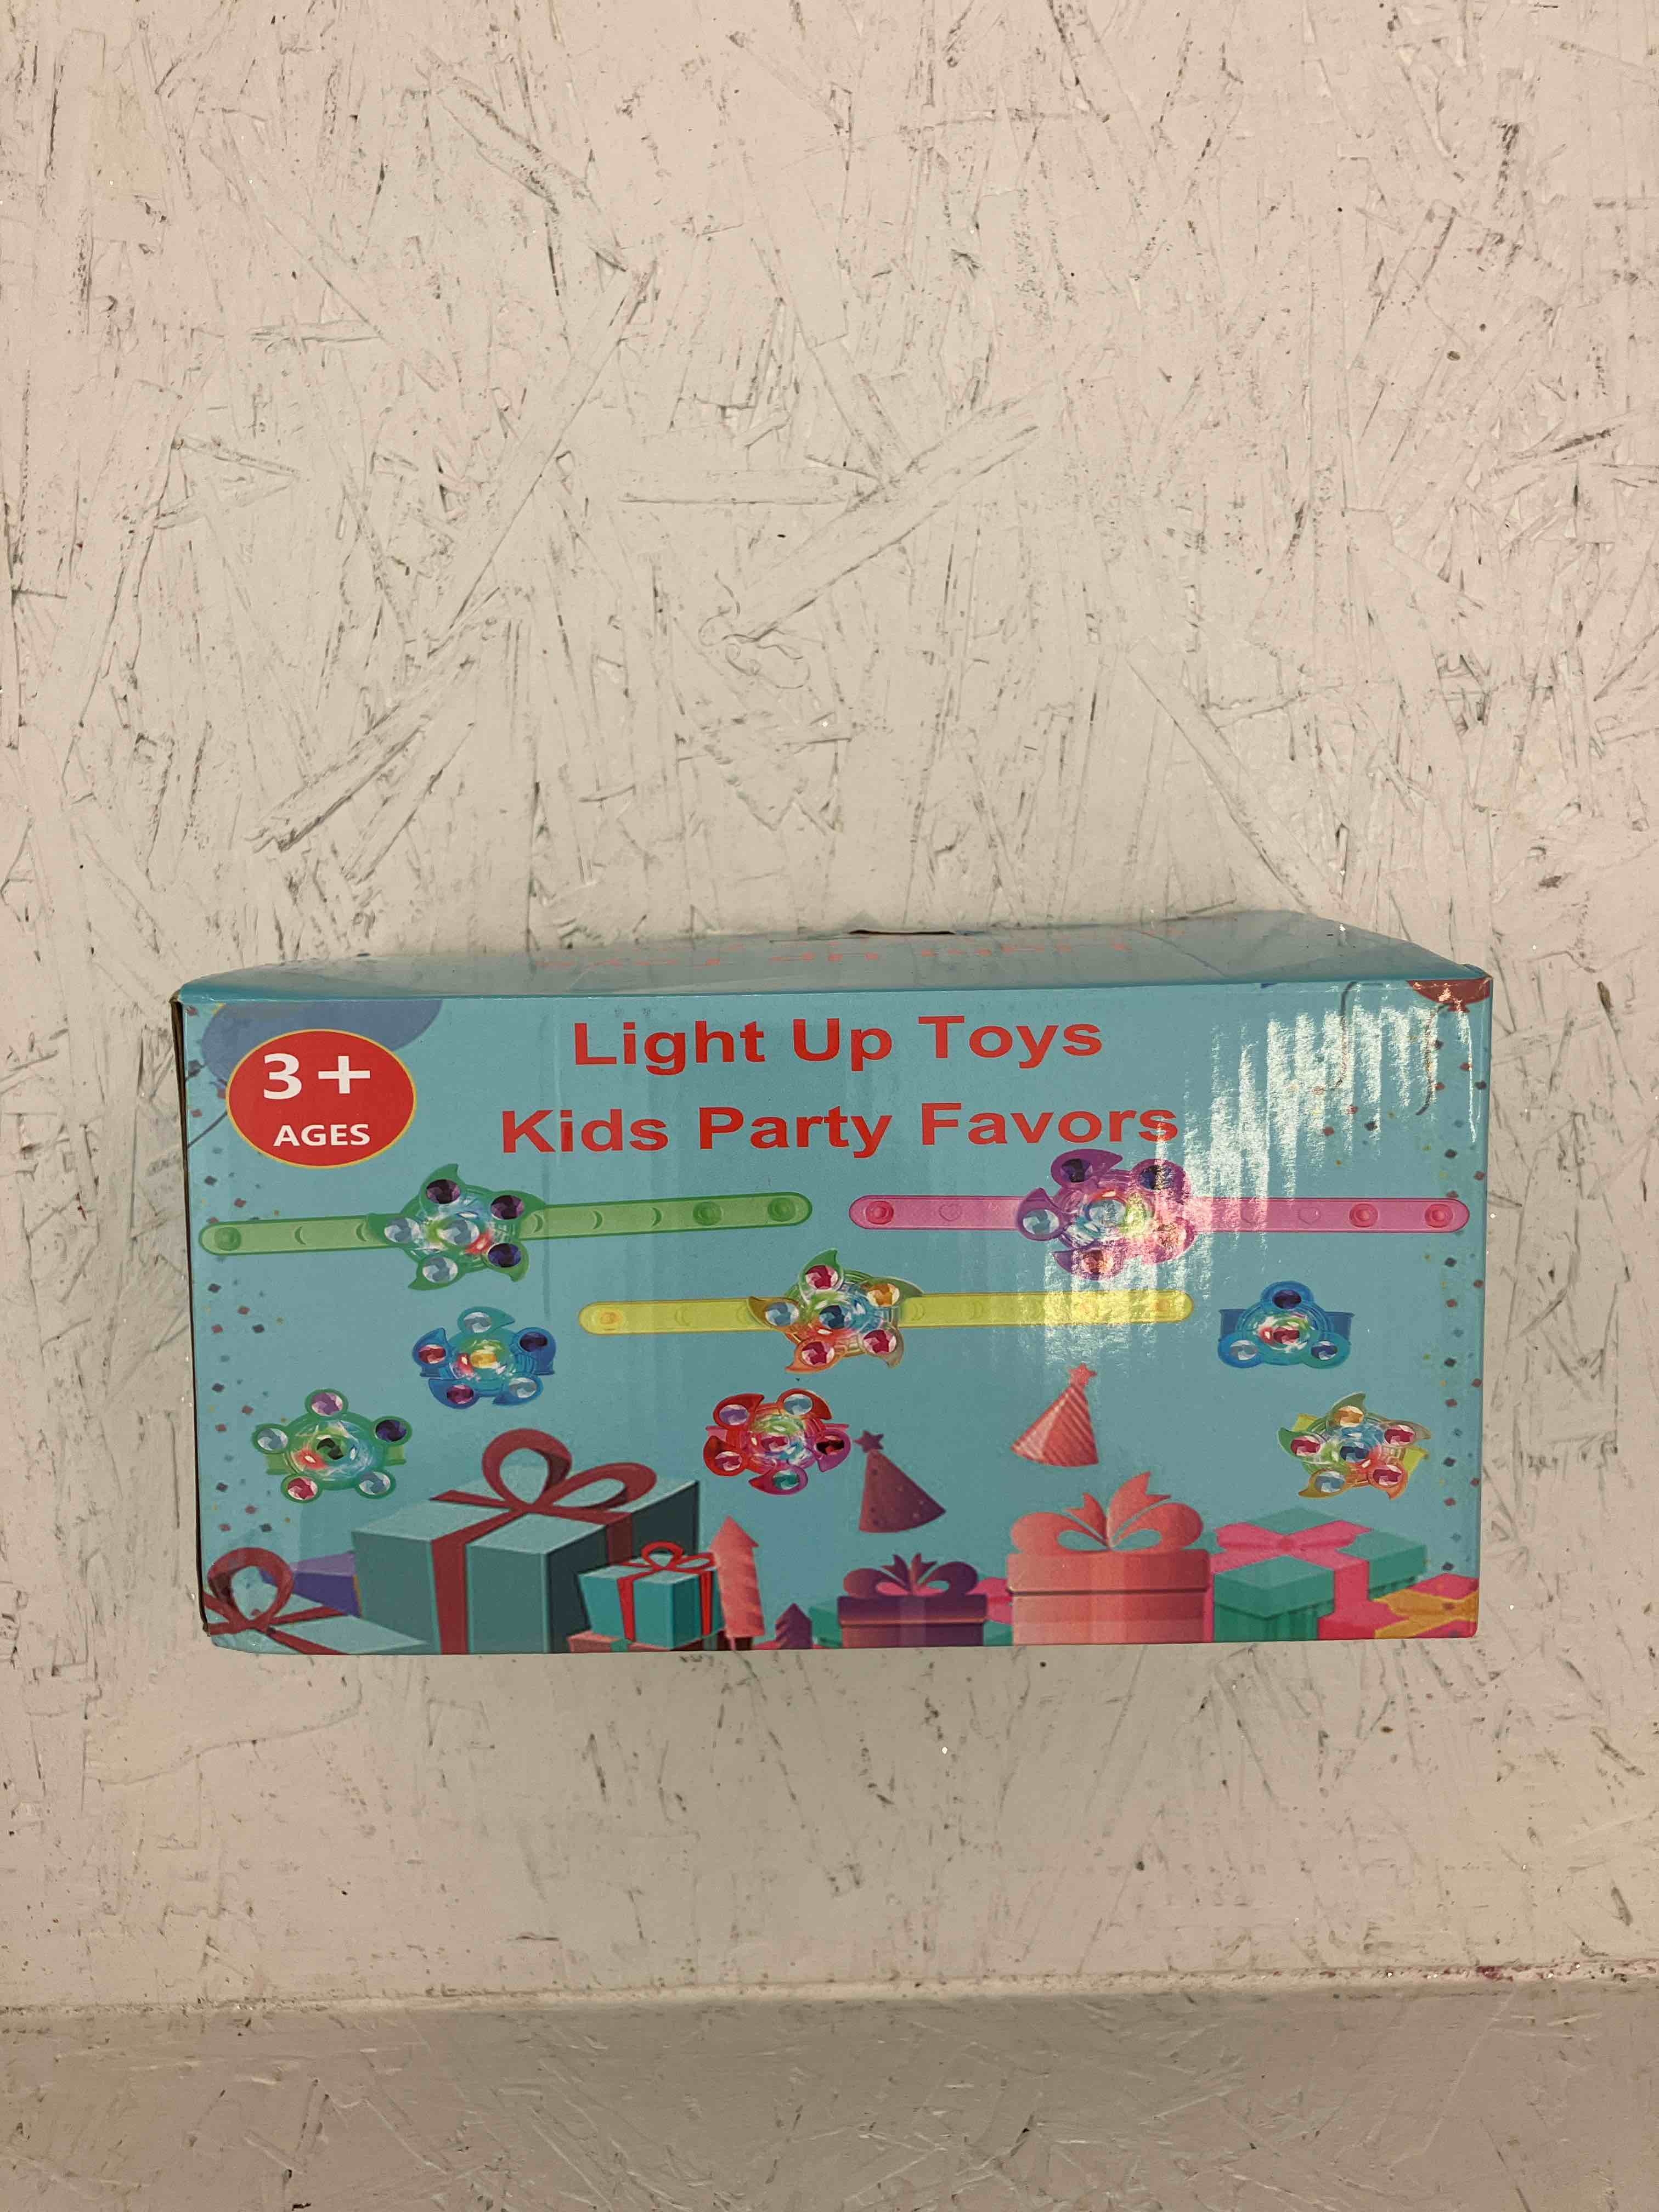 3+
AGES
Light Up Toys
Kids Party Favors